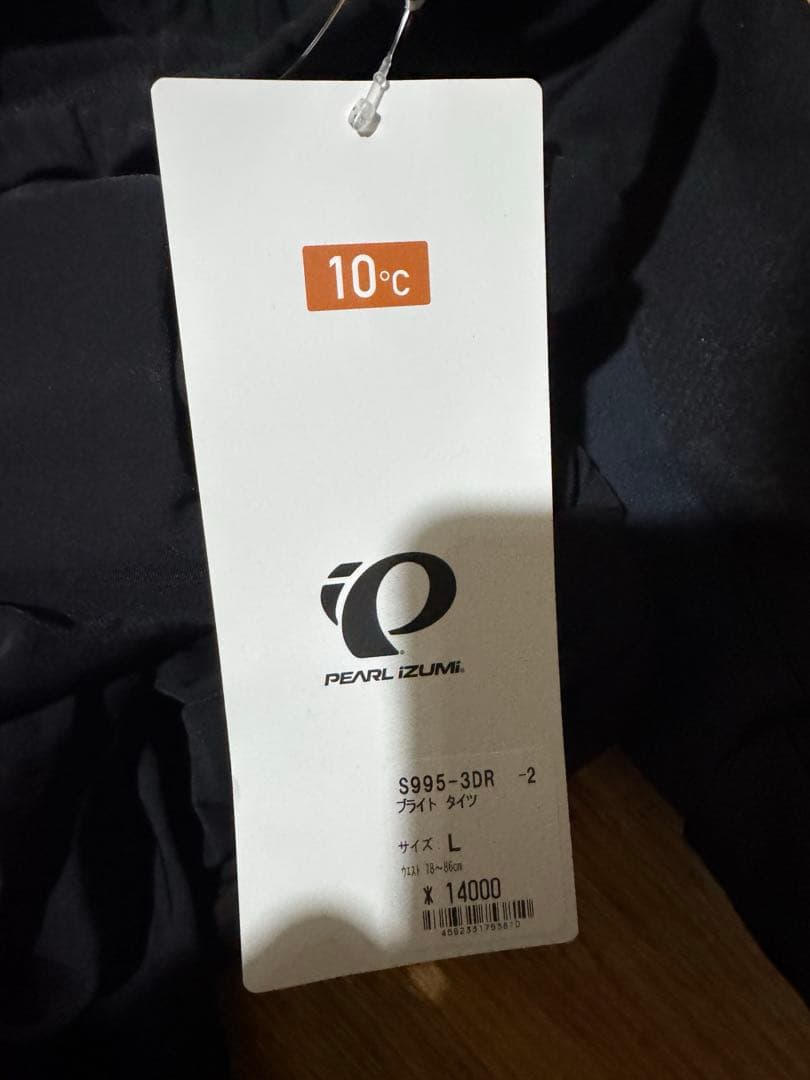 10°C
PEARL iZUMi
S995-3DR -2
ブライト タイツ
サイズ L
ウエスト 78～86cm
¥ 14000